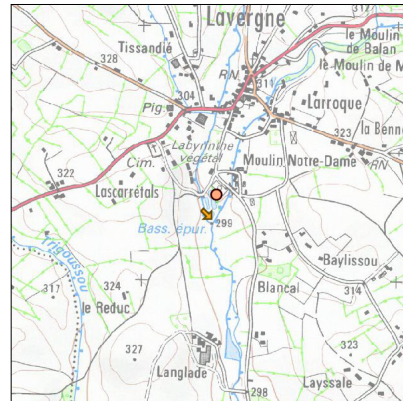 317
Lavergne
le Moulin
de Balan
Tissandié
RN.
le Moulin de M
328
311
304
Larroque
Pig.
323
la Benne
Labyrinthe
végétal
Moulin Notre-Dame
RN
Cim.
322
Lascarrétals
299
Bass. épur.
Trigoussou
Baylissou
324
317
Blancal
314
le Reduc
327
323
Langlade
Layssale
298